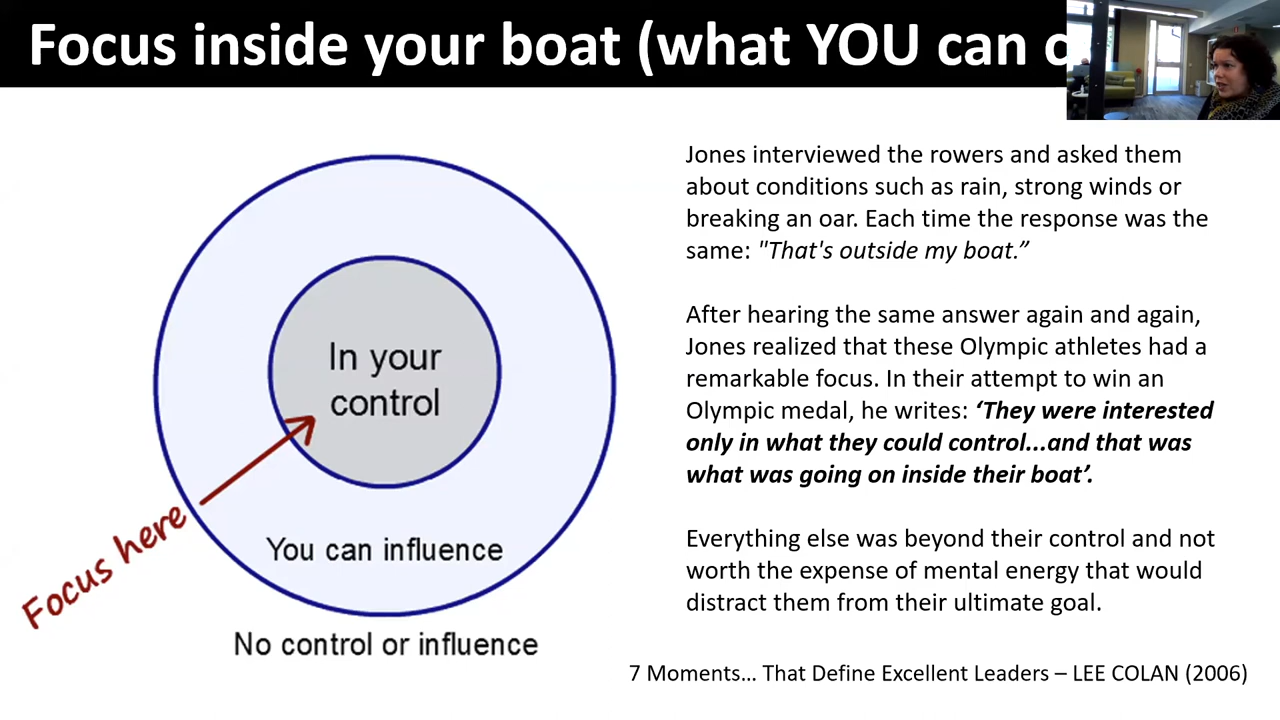 Focus inside your boat (what YOU can
Jones interviewed the rowers and asked them
about conditions such as rain, strong winds or
breaking an oar. Each time the response was the
same: "That's outside my boat.”
After hearing the same answer again and again,
Jones realized that these Olympic athletes had a
remarkable focus. In their attempt to win an
Olympic medal, he writes: ‘They were interested
only in what they could control...and that was
what was going on inside their boat’.
Everything else was beyond their control and not
worth the expense of mental energy that would
distract them from their ultimate goal.
In your
control
Focus here
You can influence
No control or influence
7 Moments… That Define Excellent Leaders – LEE COLAN (2006)